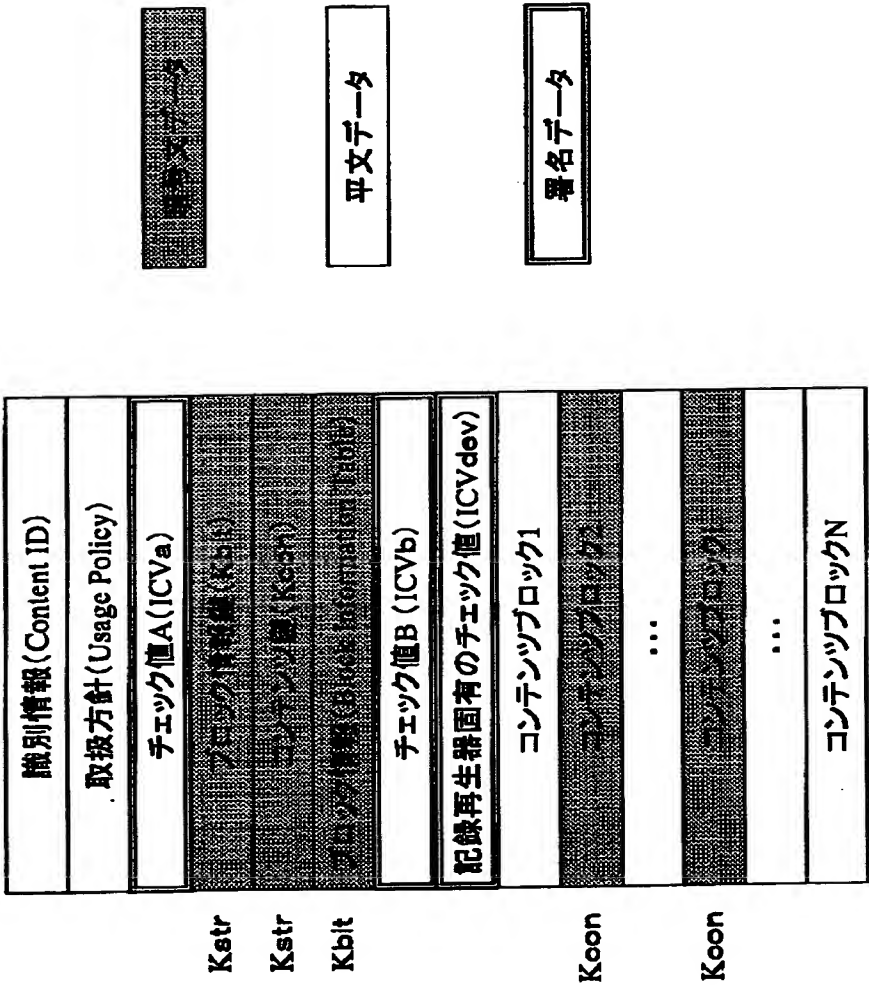 暗号文データ
平文データ
署名データ
識別情報(Content ID)
取扱方針(Usage Policy)
チェック値A(ICVa)
Kstr ブロック情報鍵(Kbit)
Kstr コンテンツ鍵(Kcon)
Kbit ブロック情報(Block Information Table)
チェック値B(ICVb)
記録再生器固有のチェック値(ICVdev)
コンテンツブロック1
Kcon コンテンツブロック2
...
Kcon コンテンツブロック
...
コンテンツブロックN